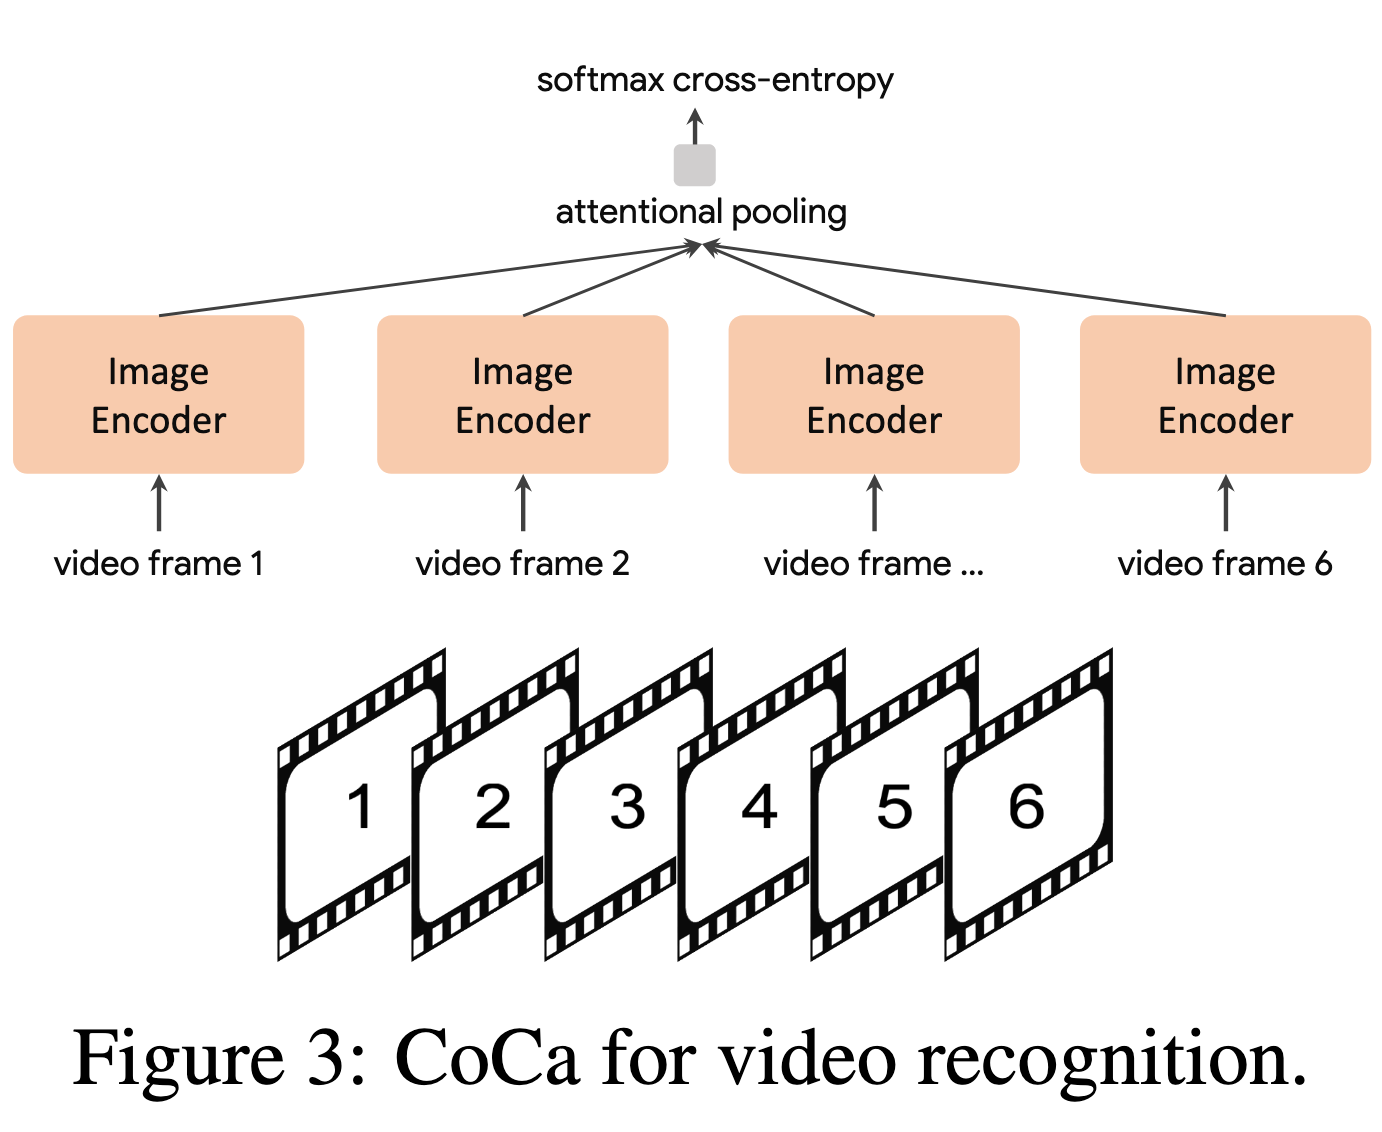 softmax cross-entropy
attentional pooling
Image Encoder
Image Encoder
Image Encoder
Image Encoder
video frame 1
video frame 2
video frame ...
video frame 6
1 2 3 4 5 6
Figure 3: CoCa for video recognition.